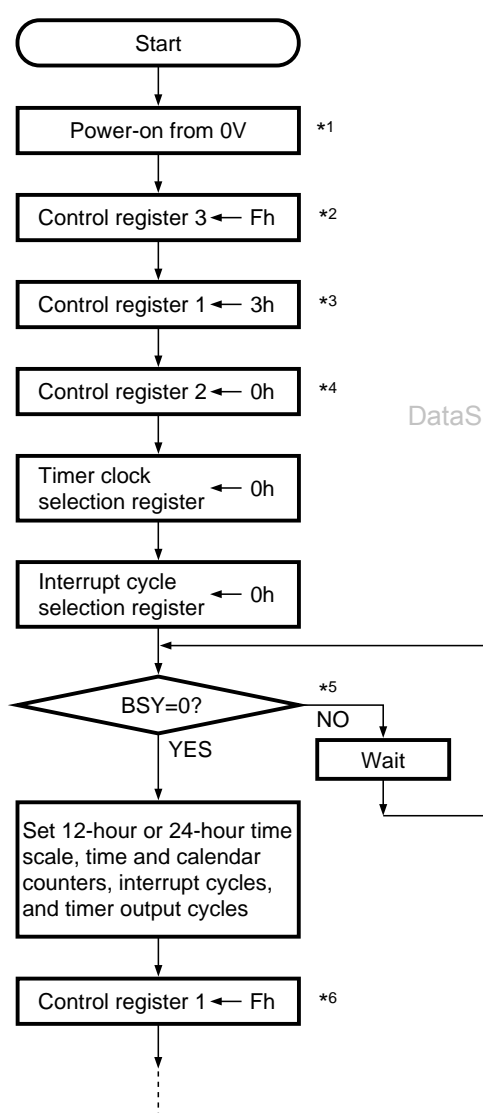 Start
Power-on from 0V *1
Control register 3 ← Fh *2
Control register 1 ← 3h *3
Control register 2 ← 0h *4
DataS
Timer clock
selection register ← 0h
Interrupt cycle
selection register ← 0h
BSY=0? *5
NO
YES
Wait
Set 12-hour or 24-hour time
scale, time and calendar
counters, interrupt cycles,
and timer output cycles
Control register 1 ← Fh *6